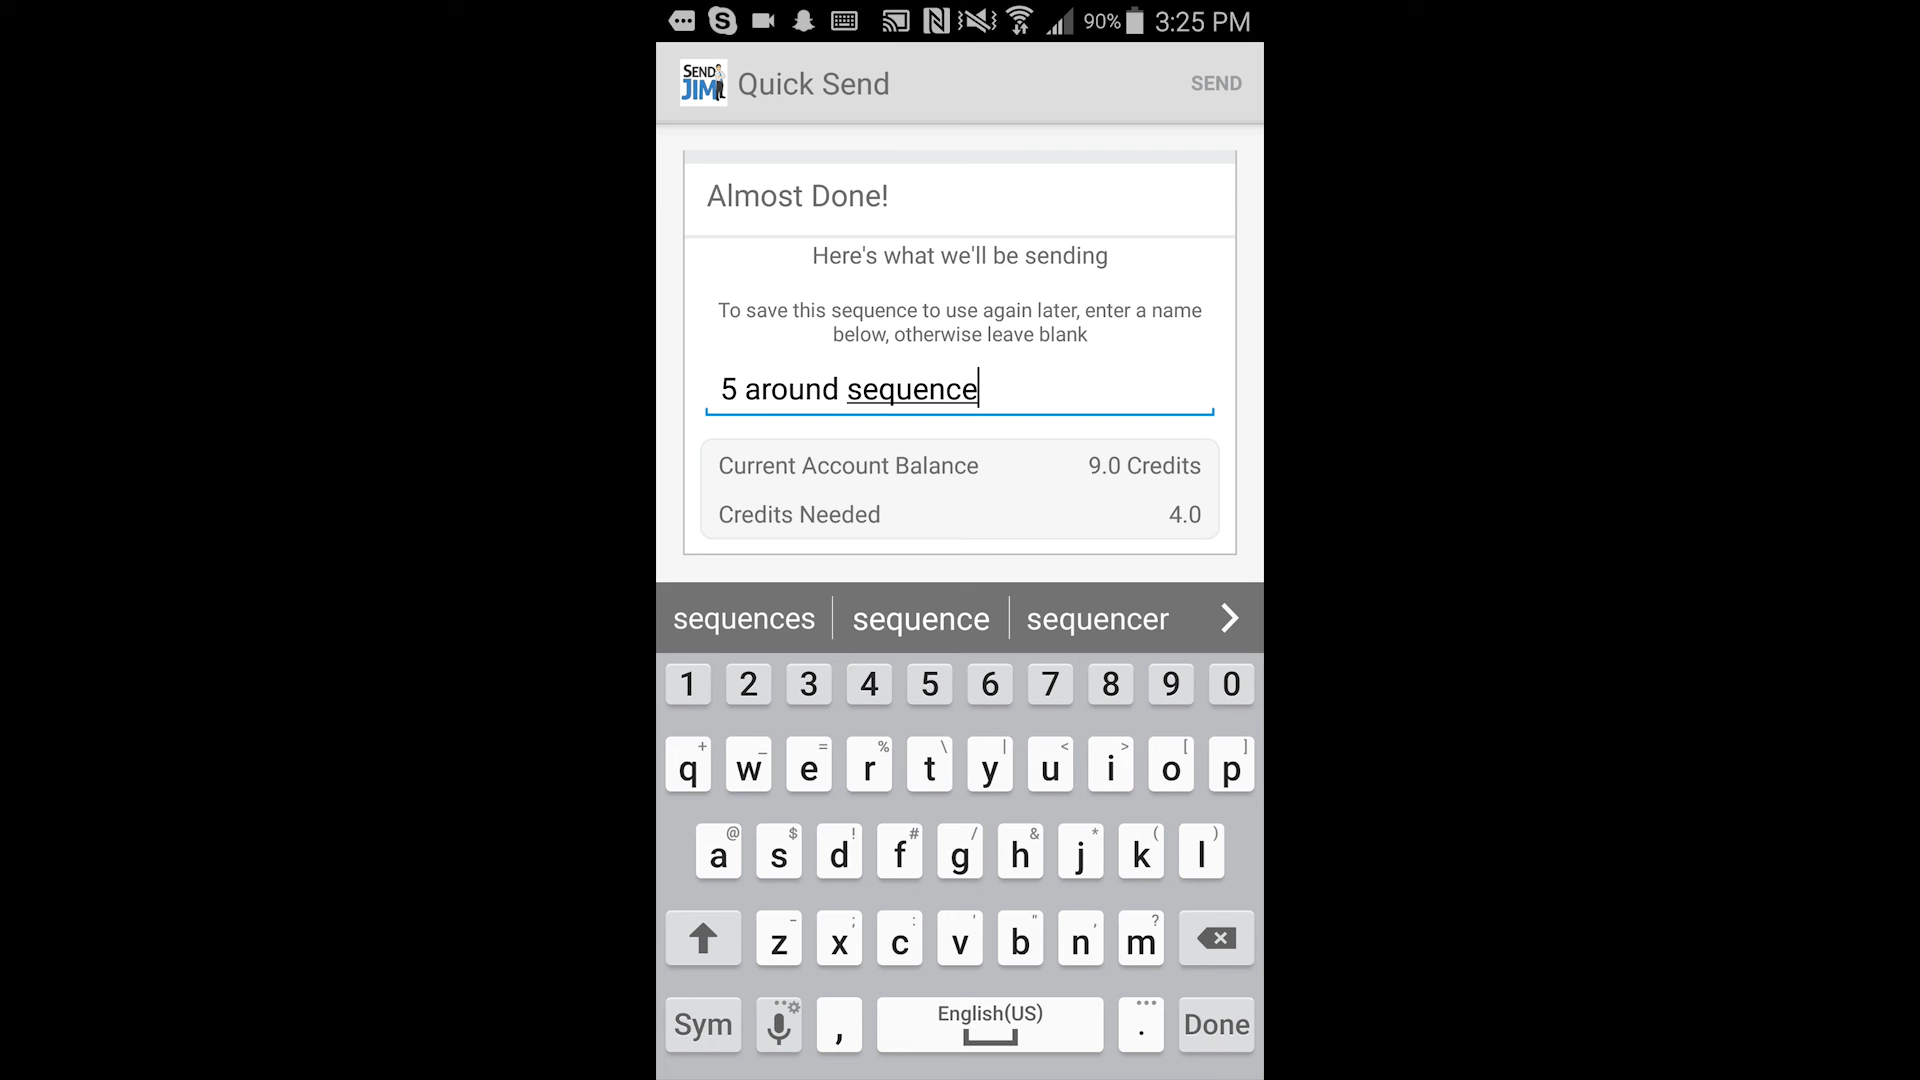 90% 3:25 PM
SEND JIM Quick Send SEND
Almost Done!
Here's what we'll be sending
To save this sequence to use again later, enter a name
below, otherwise leave blank
5 around sequence
Current Account Balance 9.0 Credits
Credits Needed 4.0
sequences sequence sequencer
1 2 3 4 5 6 7 8 9 0
+ _ = % \ | < > [ ]
q w e r t y u i o p
@ $ ! # / & * ( )
a s d f g h j k l
- ; : ' " , ?
z x c v b n m
Sym , English(US) . Done